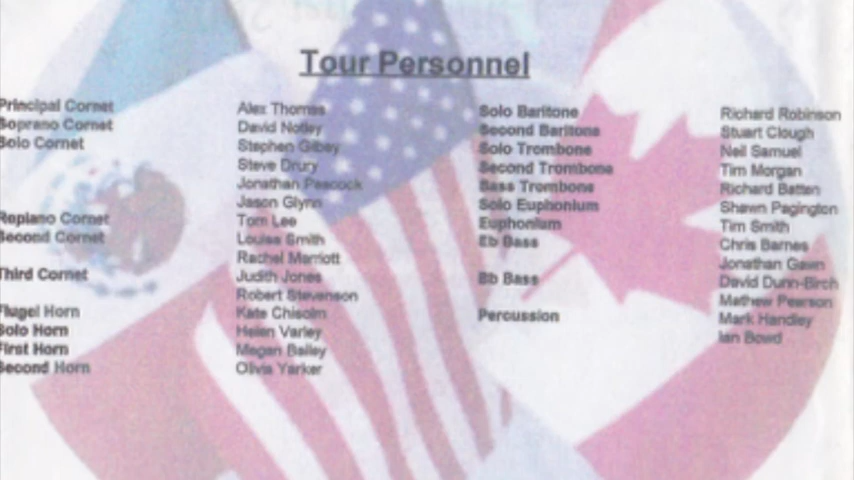 Tour Personnel
Principal Cornet Alex Thomas
Soprano Cornet David Notley
Solo Cornet Stephen Gibey
Steve Drury
Jonathan Peacock
Jason Glynn
Repiano Cornet Tom Lee
Second Cornet Louise Smith
Rachel Marriott
Third Cornet Judith Jones
Robert Stevenson
Flugel Horn Kate Chisolm
Solo Horn Helen Varley
First Horn Megan Bailey
Second Horn Olivia Yarker
Solo Baritone Richard Robinson
Second Baritone Stuart Clough
Solo Trombone Neil Samuel
Second Trombone Tim Morgan
Bass Trombone Richard Batten
Solo Euphonium Shawn Pagington
Euphonium Tim Smith
Eb Bass Chris Barnes
Jonathan Gawn
Bb Bass David Dunn-Birch
Mathew Pearson
Percussion Mark Handley
Ian Bowd